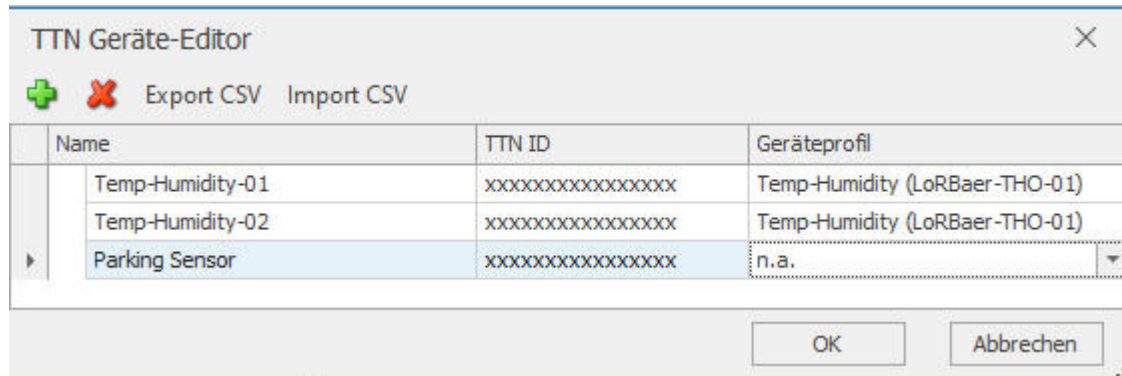 TTN Geräte-Editor
Export CSV Import CSV
Name TTN ID Geräteprofil
Temp-Humidity-01 xxxxxxxxxxxxxxxx Temp-Humidity (LoRBaer-THO-01)
Temp-Humidity-02 xxxxxxxxxxxxxxxx Temp-Humidity (LoRBaer-THO-01)
Parking Sensor xxxxxxxxxxxxxxxx n.a.
OK Abbrechen